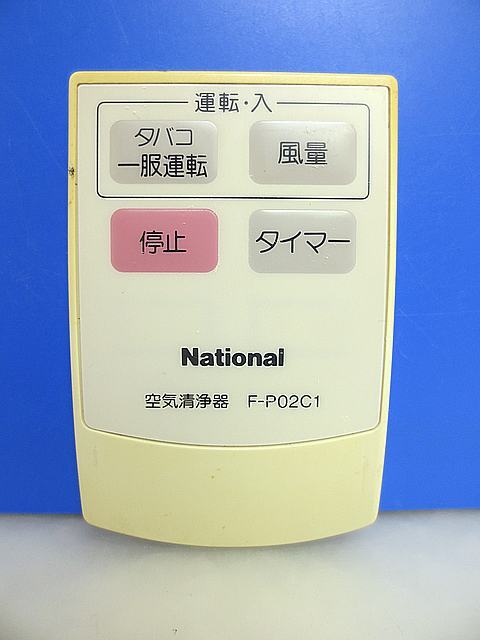 運転・入
タバコ
一服運転
風量
停止
タイマー
National
空気清浄器 F-P02C1